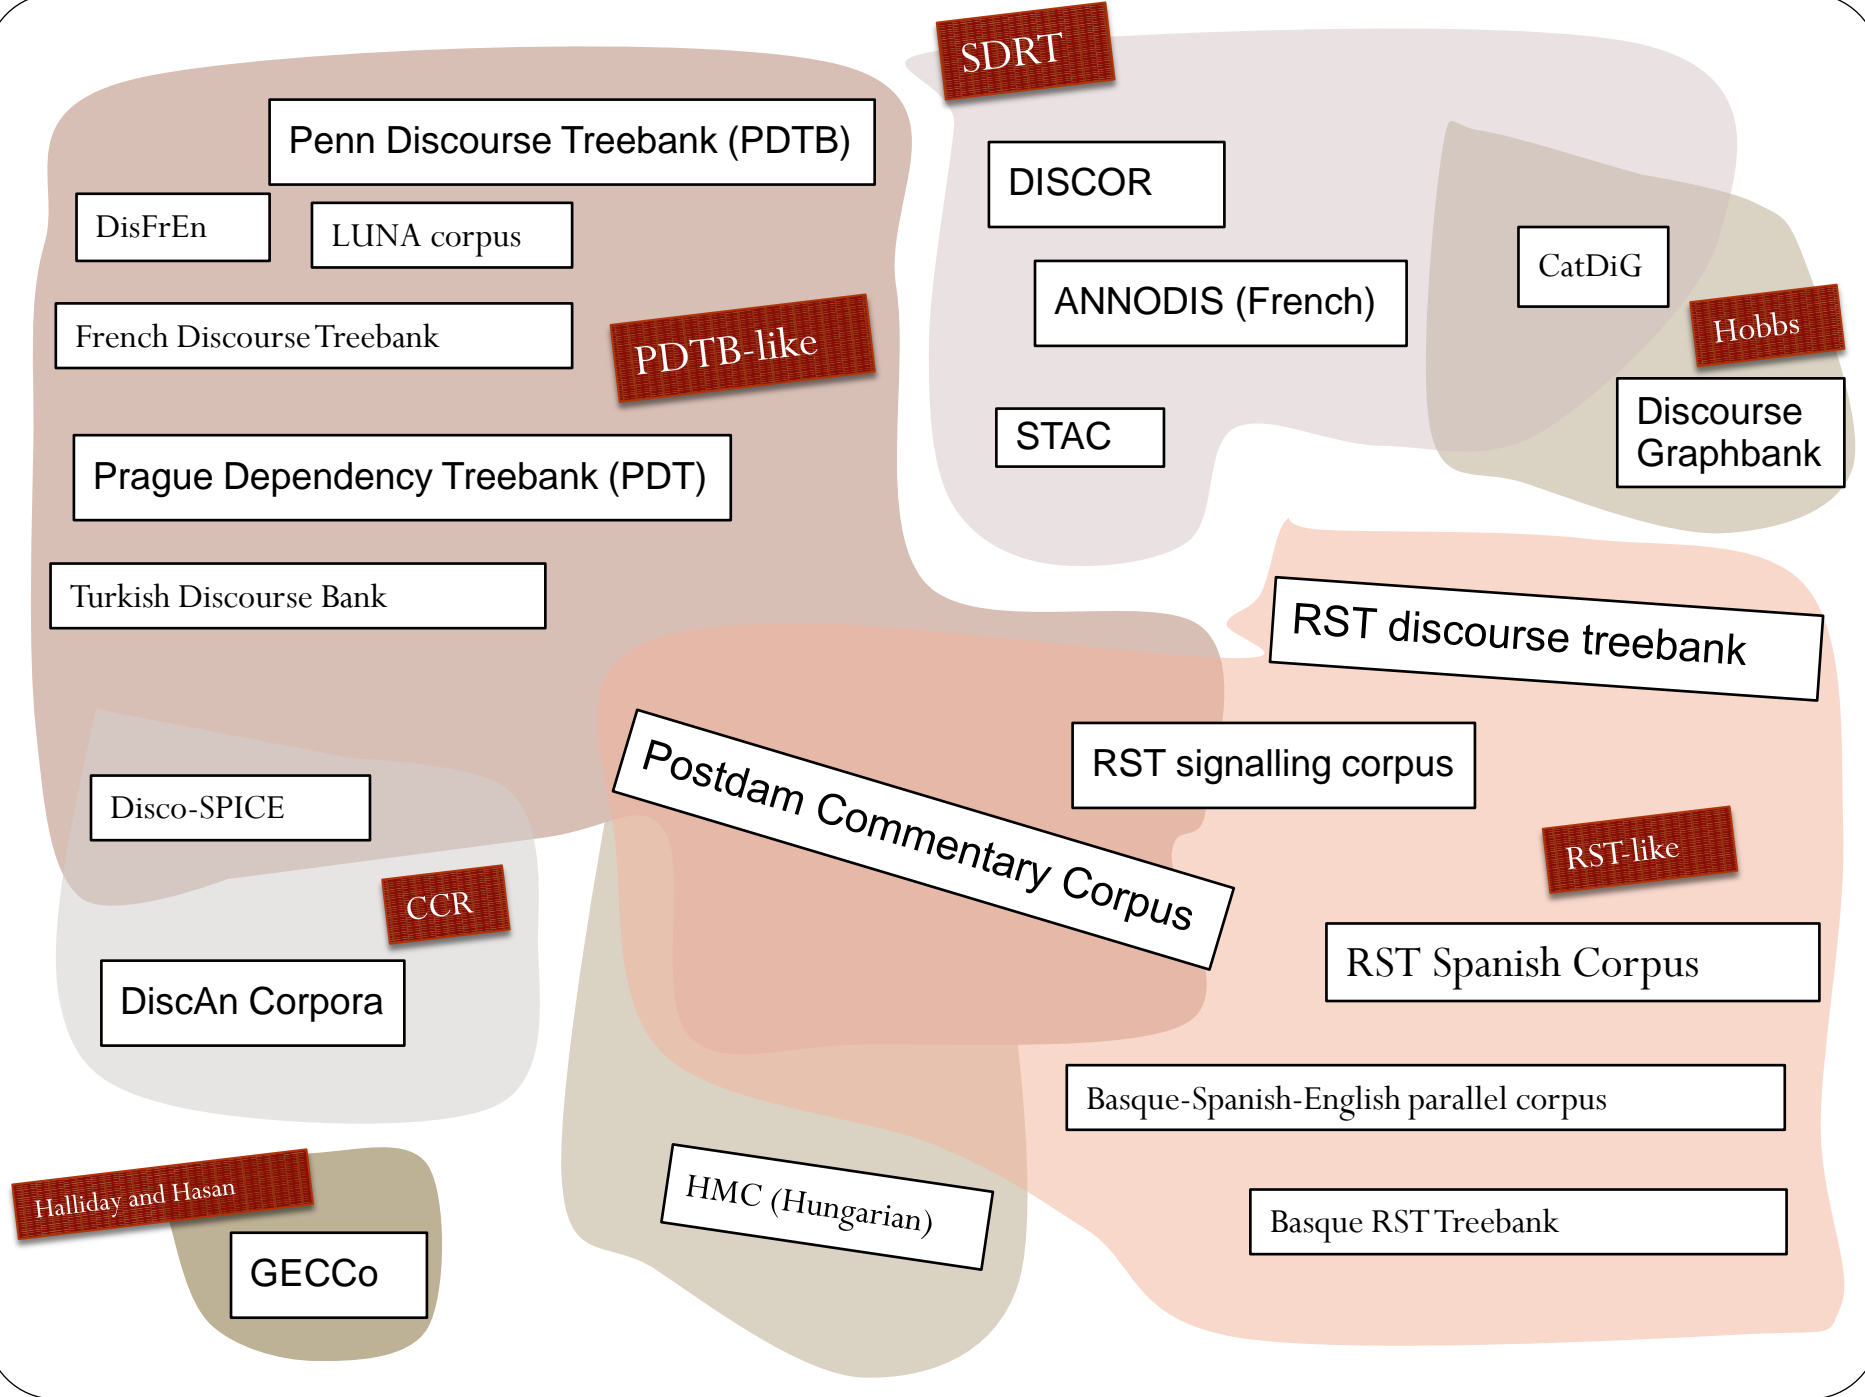 SDRT
Penn Discourse Treebank (PDTB)
DISCOR
DisFrEn
LUNA corpus
CatDiG
ANNODIS (French)
French Discourse Treebank
PDTB-like
Hobbs
Discourse
Graphbank
STAC
Prague Dependency Treebank (PDT)
Turkish Discourse Bank
RST discourse treebank
Postdam Commentary Corpus
RST signalling corpus
Disco-SPICE
RST-like
CCR
RST Spanish Corpus
DiscAn Corpora
Basque-Spanish-English parallel corpus
Halliday and Hasan
HMC (Hungarian)
Basque RST Treebank
GECCo